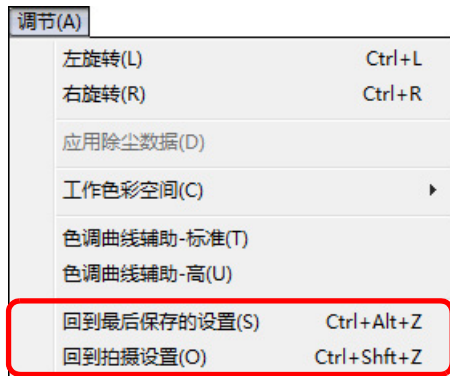 调节(A)
左旋转(L) Ctrl+L
右旋转(R) Ctrl+R
应用除尘数据(D)
工作色彩空间(C)
色调曲线辅助-标准(T)
色调曲线辅助-高(U)
回到最后保存的设置(S) Ctrl+Alt+Z
回到拍摄设置(O) Ctrl+Shft+Z